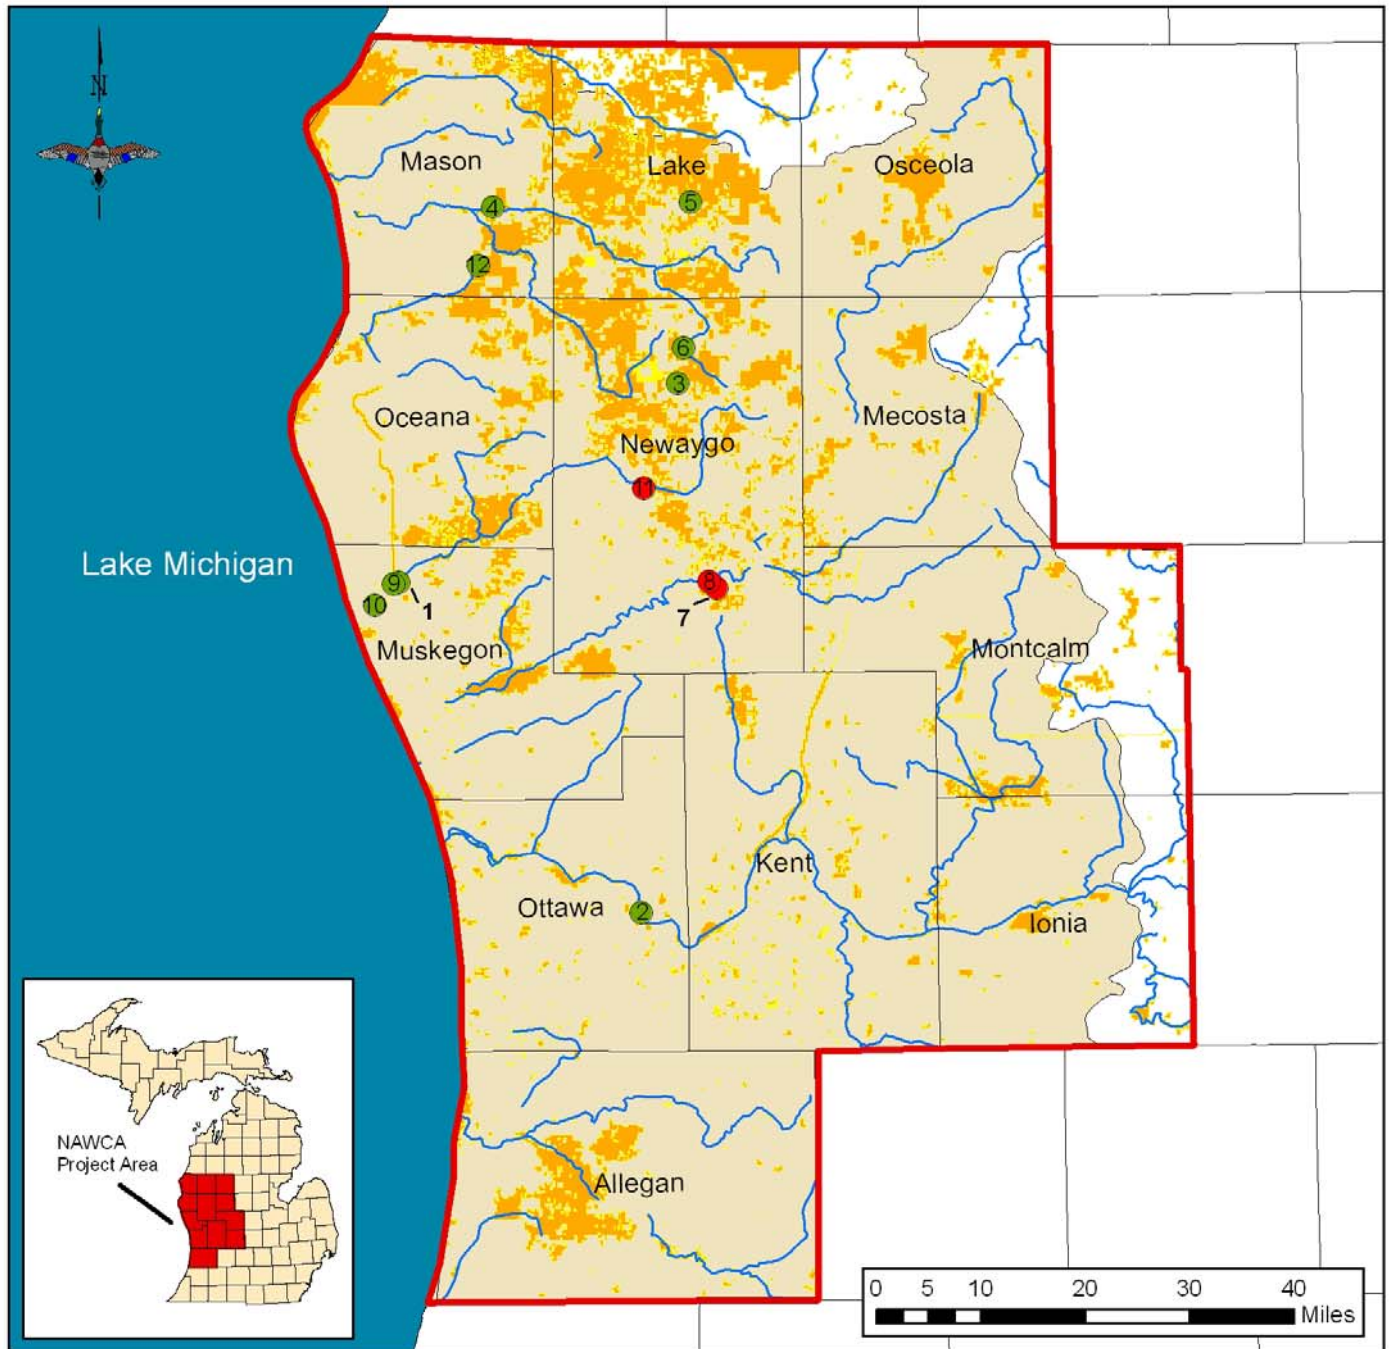 N
Mason
Lake
Osceola
4
5
12
6
3
Oceana
Mecosta
Newaygo
11
Lake Michigan
9
8
10
1
7
Muskegon
Montcalm
Kent
Ottawa
2
Ionia
NAWCA
Project Area
Allegan
0 5 10 20 30 40
Miles